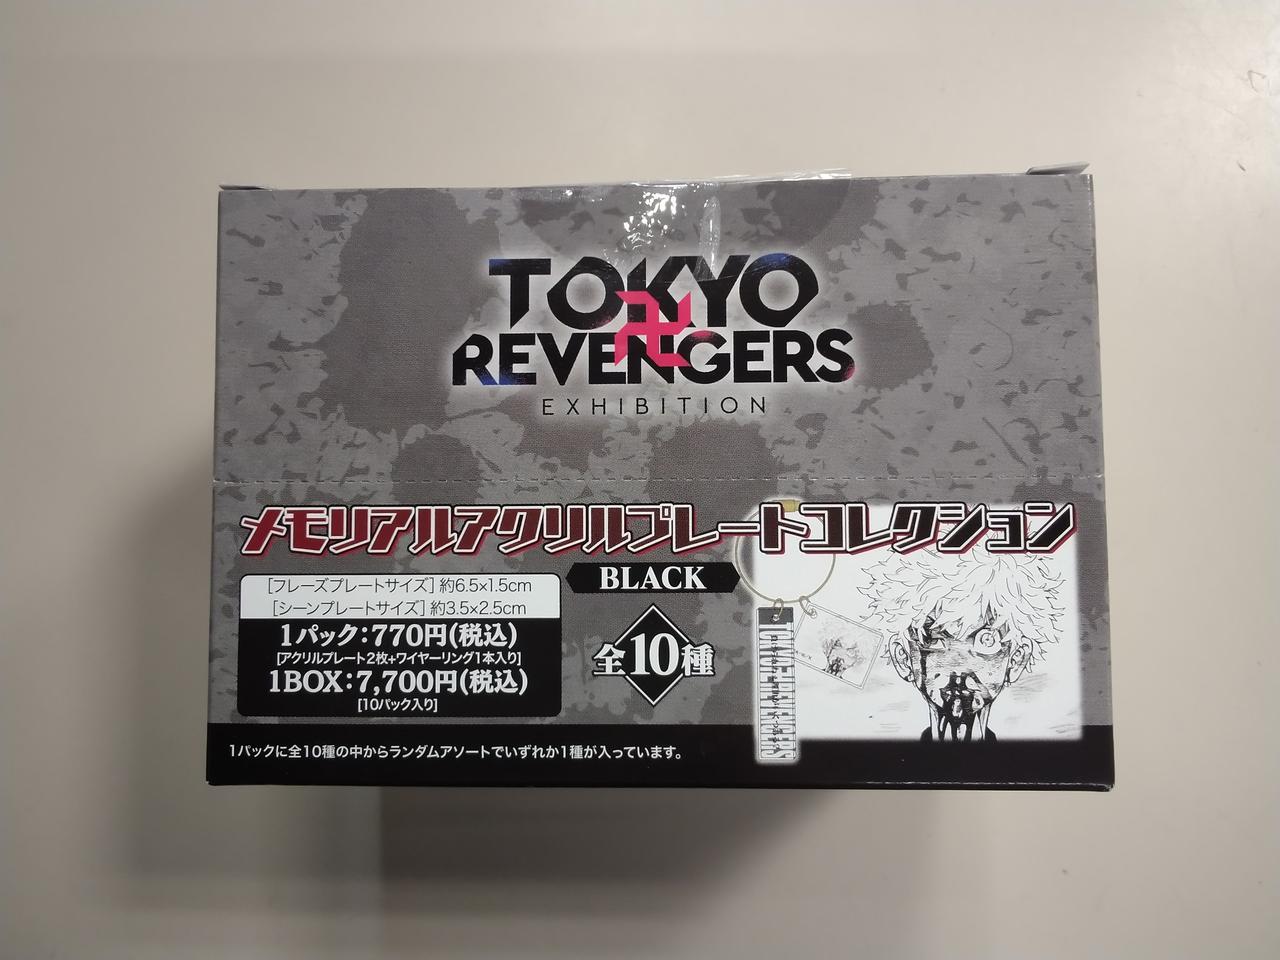 TOKYO
卍
REVENGERS
EXHIBITION
メモリアルアクリルプレートコレクション
BLACK
[フレーズプレートサイズ] 約6.5×1.5cm
[シーンプレートサイズ] 約3.5×2.5cm
1パック:770円(税込)
[アクリルプレート2枚+ワイヤーリング1本入り]
1BOX:7,700円(税込)
[10パック入り]
全10種
TOKYO REVENGERS
1パックに全10種の中からランダムアソートでいずれか1種が入っています。